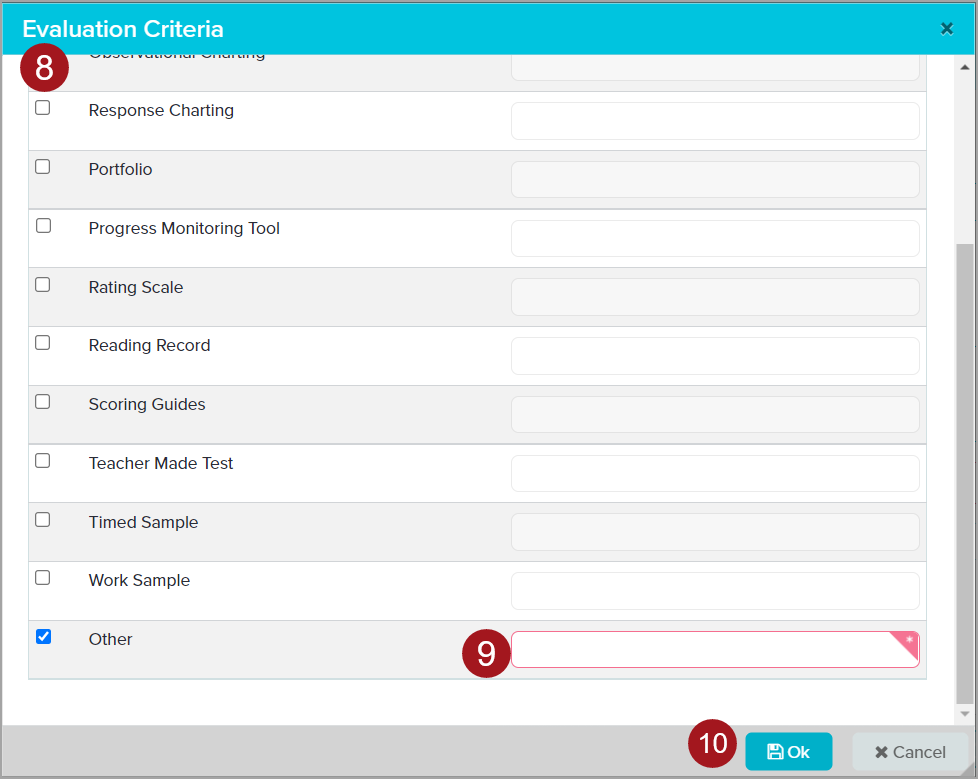 Evaluation Criteria
8
Observational Charting
Response Charting
Portfolio
Progress Monitoring Tool
Rating Scale
Reading Record
Scoring Guides
Teacher Made Test
Timed Sample
Work Sample
Other
9
*
10
Ok
Cancel